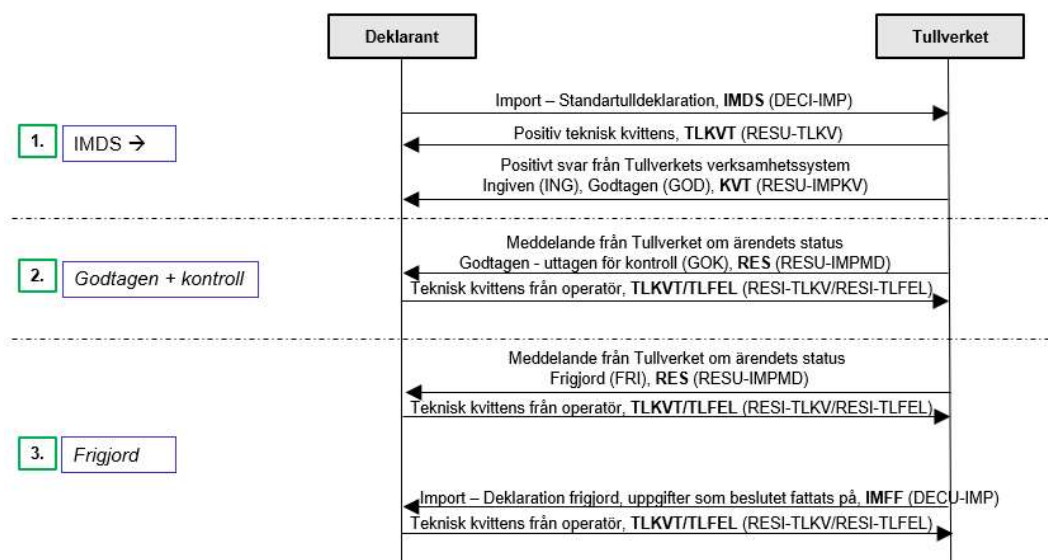 Deklarant
Tullverket
Import – Standartulldeklaration, IMDS (DECI-IMP)
1.
IMDS →
Positiv teknisk kvittens, TLKVT (RESU-TLKV)
Positivt svar från Tullverkets verksamhetssystem
Ingiven (ING), Godtagen (GOD), KVT (RESU-IMPKV)
2.
Godtagen + kontroll
Meddelande från Tullverket om ärendets status
Godtagen - uttagen för kontroll (GOK), RES (RESU-IMPMD)
Teknisk kvittens från operatör, TLKVT/TLFEL (RESI-TLKV/RESI-TLFEL)
Meddelande från Tullverket om ärendets status
Frigjord (FRI), RES (RESU-IMPMD)
Teknisk kvittens från operatör, TLKVT/TLFEL (RESI-TLKV/RESI-TLFEL)
3.
Frigjord
Import – Deklaration frigjord, uppgifter som beslutet fattats på, IMFF (DECU-IMP)
Teknisk kvittens från operatör, TLKVT/TLFEL (RESI-TLKV/RESI-TLFEL)